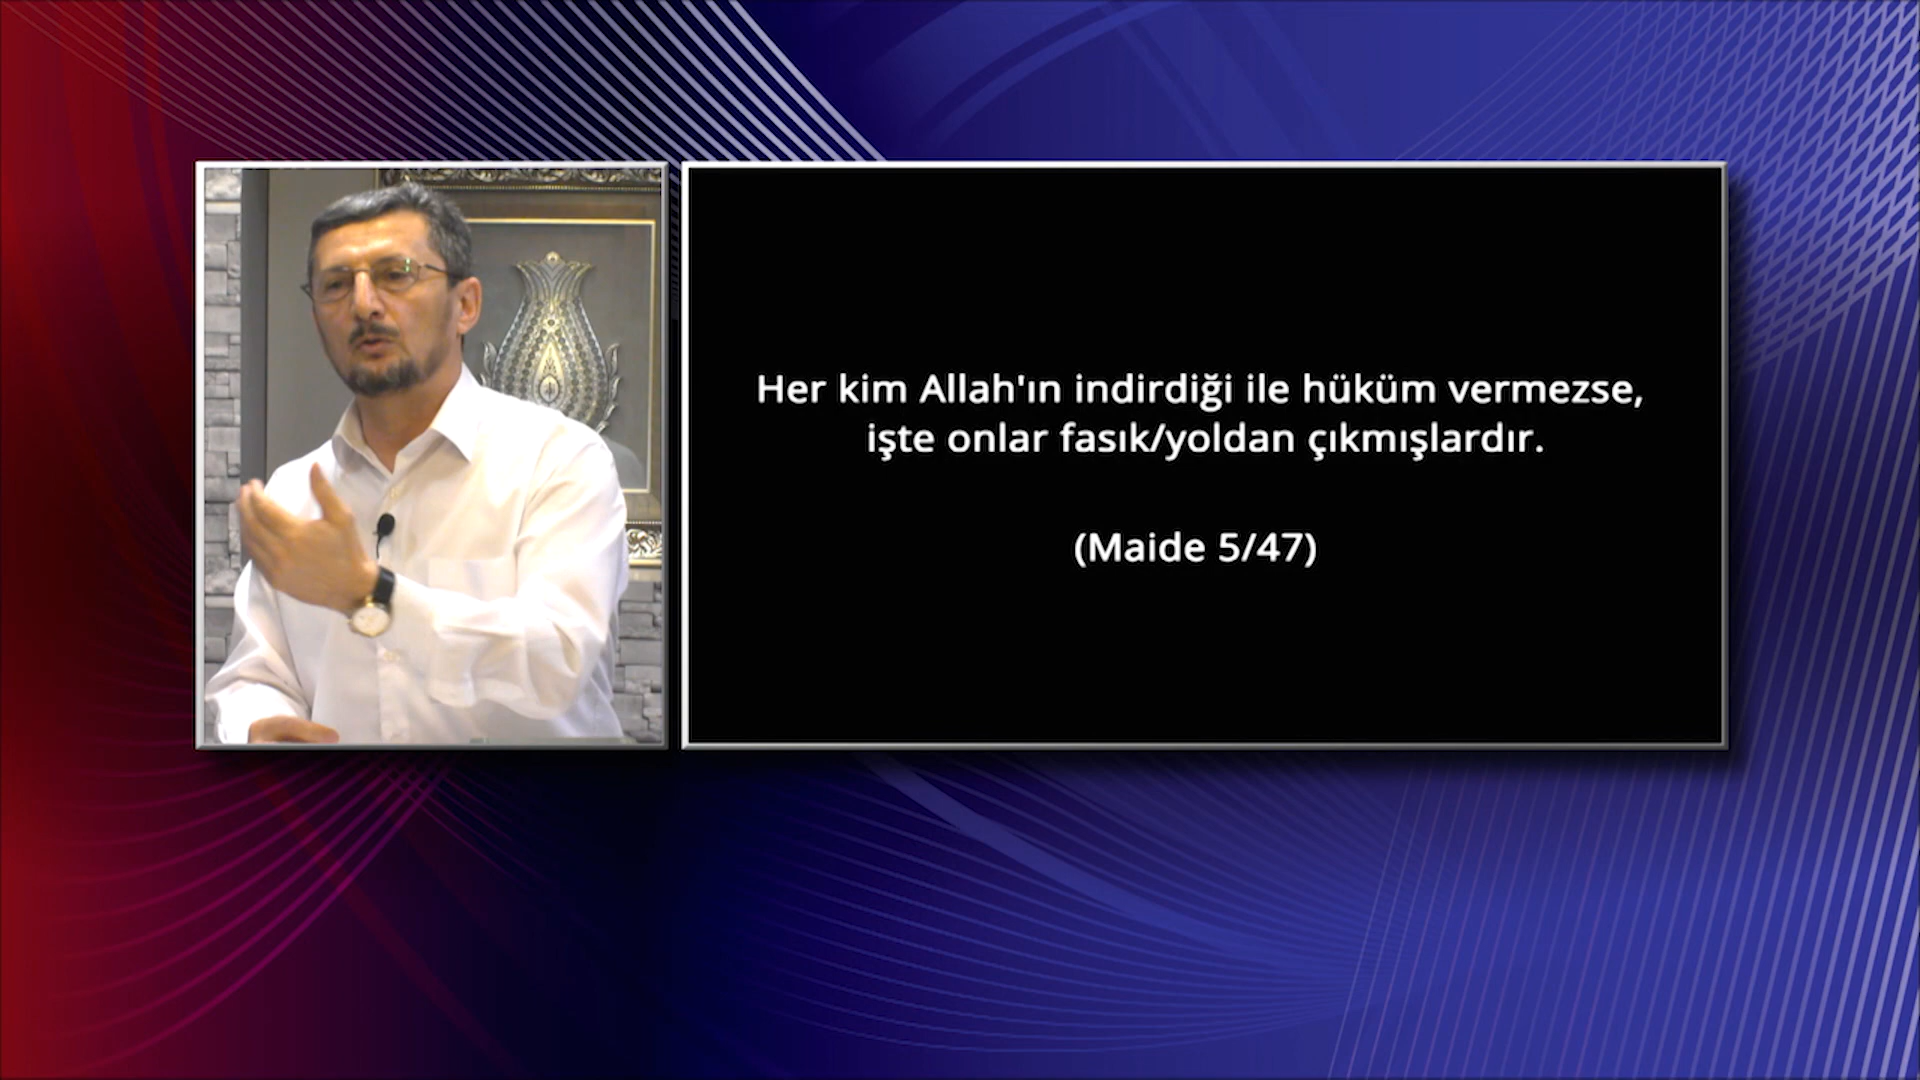 Her kim Allah'ın indirdiği ile hüküm vermezse,
işte onlar fasık/yoldan çıkmışlardır.
(Maide 5/47)